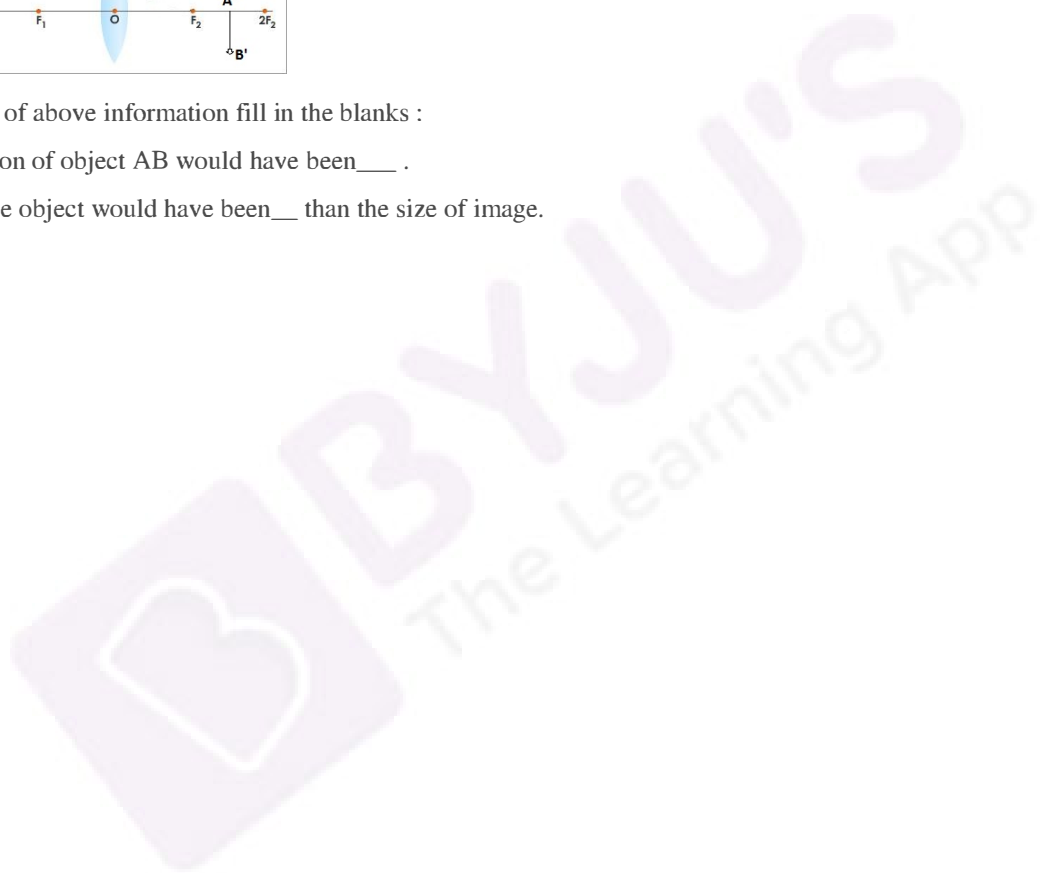 A
F₁ O F₂ 2F₂
B'
of above information fill in the blanks :
on of object AB would have been___ .
e object would have been__ than the size of image.
BYJU'S
The Learning App